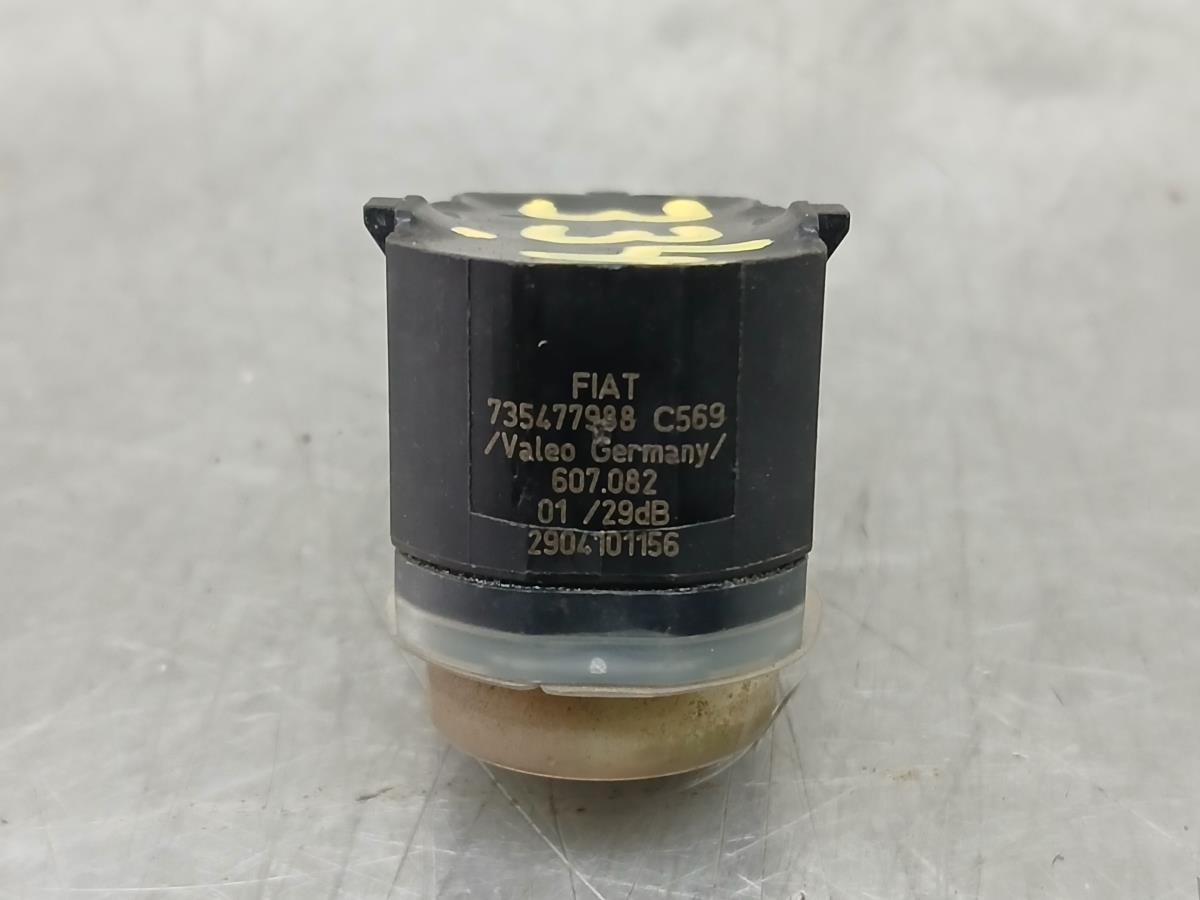 FIAT
735477988 C569
/Valeo Germany/
607.082
01 /29dB
2904101156